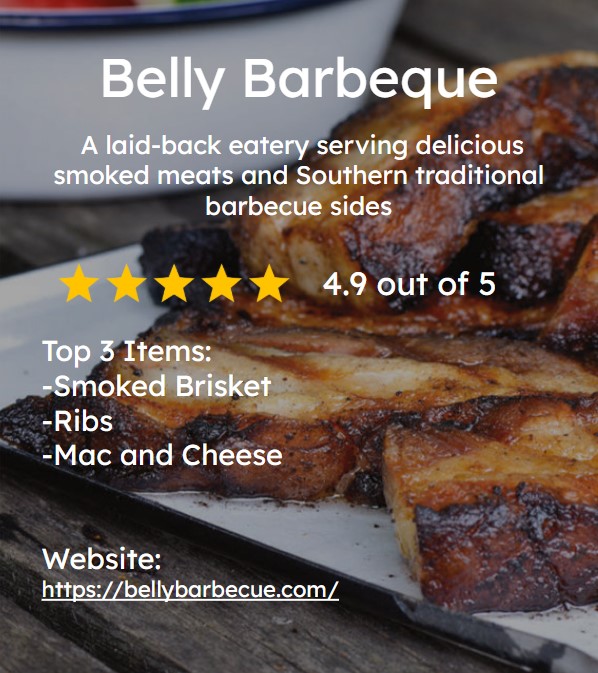 Belly Barbeque
A laid-back eatery serving delicious
smoked meats and Southern traditional
barbecue sides
4.9 out of 5
Top 3 Items:
-Smoked Brisket
-Ribs
-Mac and Cheese
Website:
https://bellybarbecue.com/